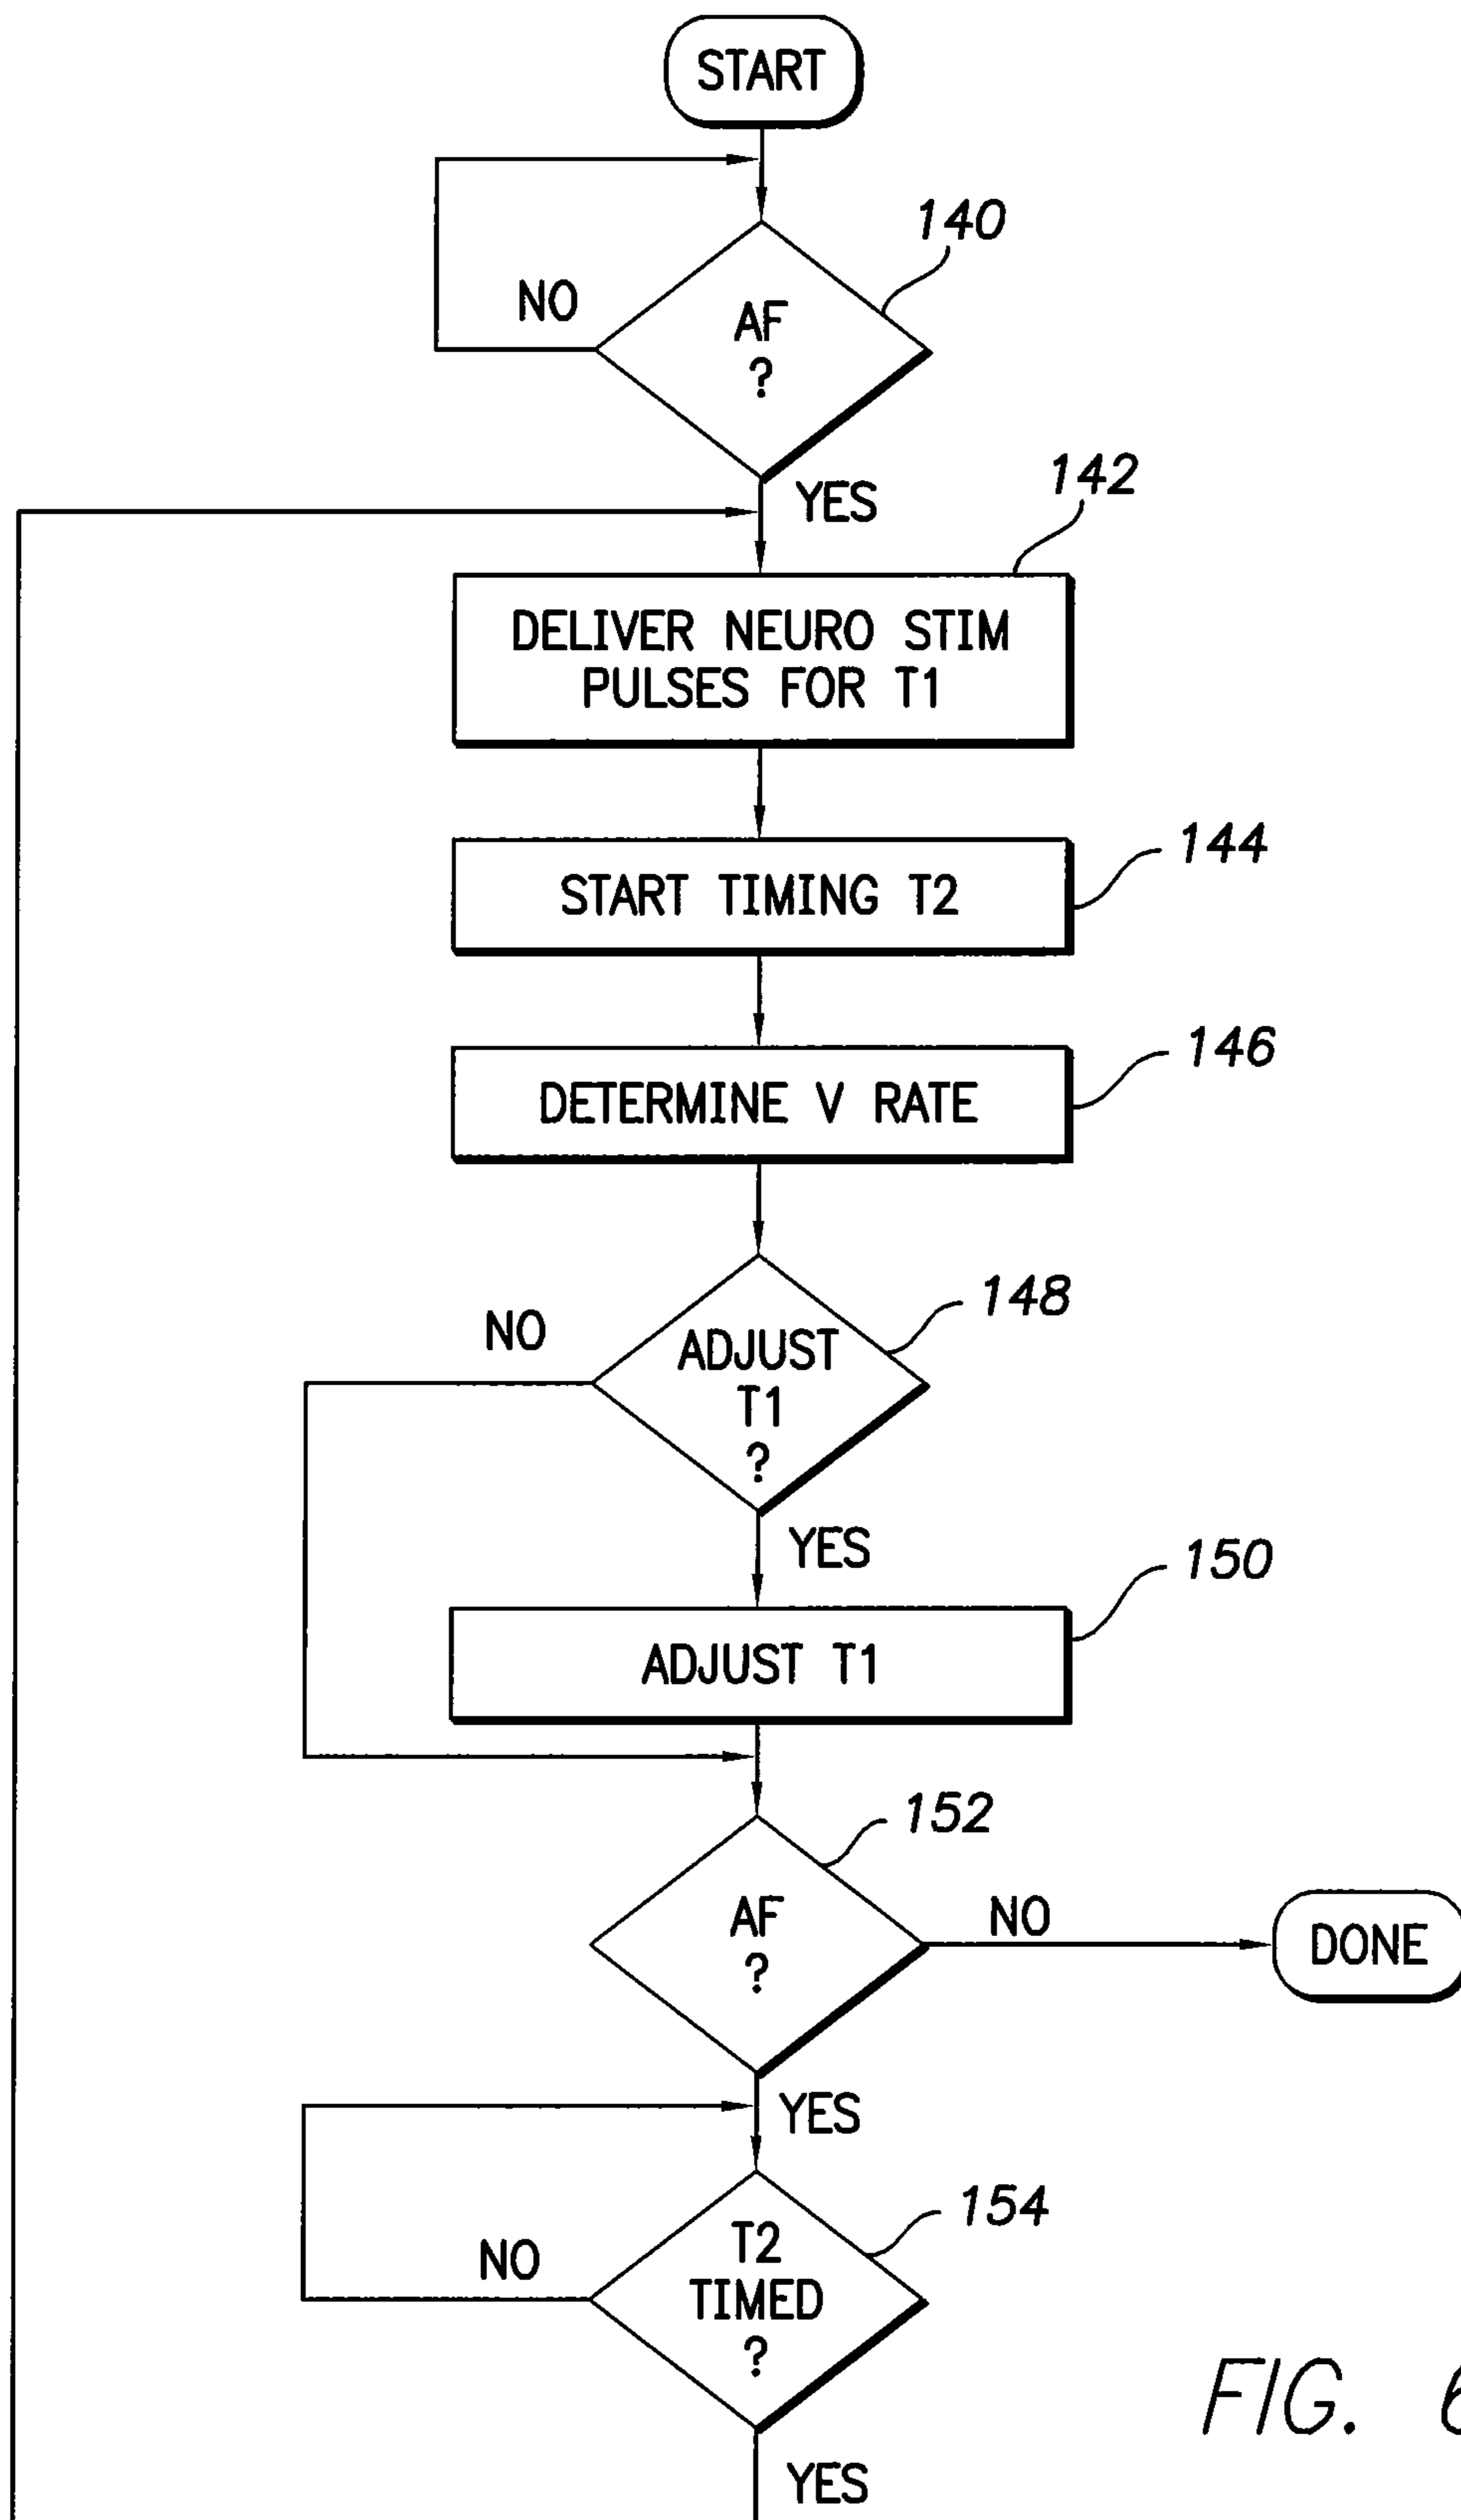 START
140
NO
AF
?
YES
142
DELIVER NEURO STIM
PULSES FOR T1
144
START TIMING T2
146
DETERMINE V RATE
148
NO
ADJUST
T1
?
YES
150
ADJUST T1
152
AF
?
NO
DONE
YES
154
T2
NO
TIMED
?
FIG. 6
YES